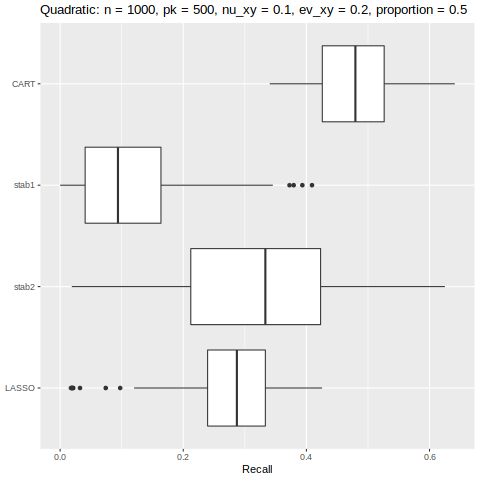 Quadratic: n = 1000, pk = 500, nu_xy = 0.1, ev_xy = 0.2, proportion = 0.5
CART
stab1
stab2
LASSO
0.0 0.2 0.4 0.6
Recall